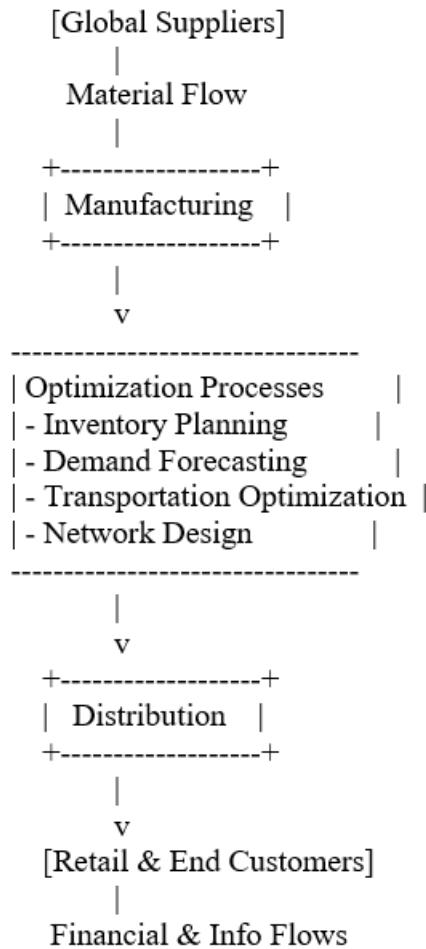 [Global Suppliers]
|
Material Flow
|
+-------------------+
| Manufacturing |
+-------------------+
|
v
---------------------------------
| Optimization Processes |
| - Inventory Planning |
| - Demand Forecasting |
| - Transportation Optimization |
| - Network Design |
---------------------------------
|
v
+-------------------+
| Distribution |
+-------------------+
|
v
[Retail & End Customers]
|
Financial & Info Flows